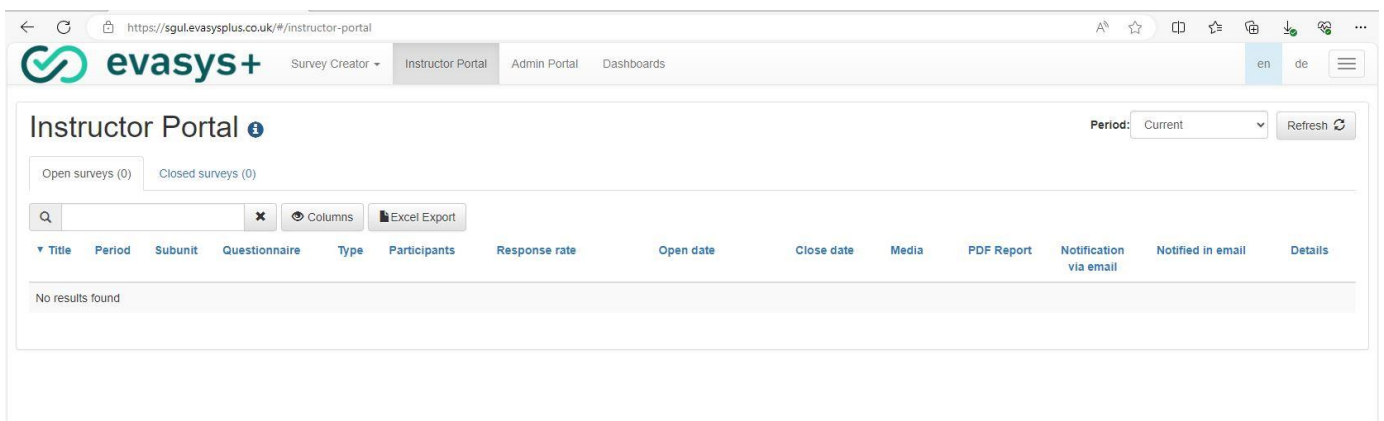 https://sgul.evasysplus.co.uk/#/instructor-portal
evasys+ Survey Creator Instructor Portal Admin Portal Dashboards en de
Instructor Portal Period: Current Refresh
Open surveys (0) Closed surveys (0)
Columns Excel Export
Title Period Subunit Questionnaire Type Participants Response rate Open date Close date Media PDF Report Notification via email Notified in email Details
No results found